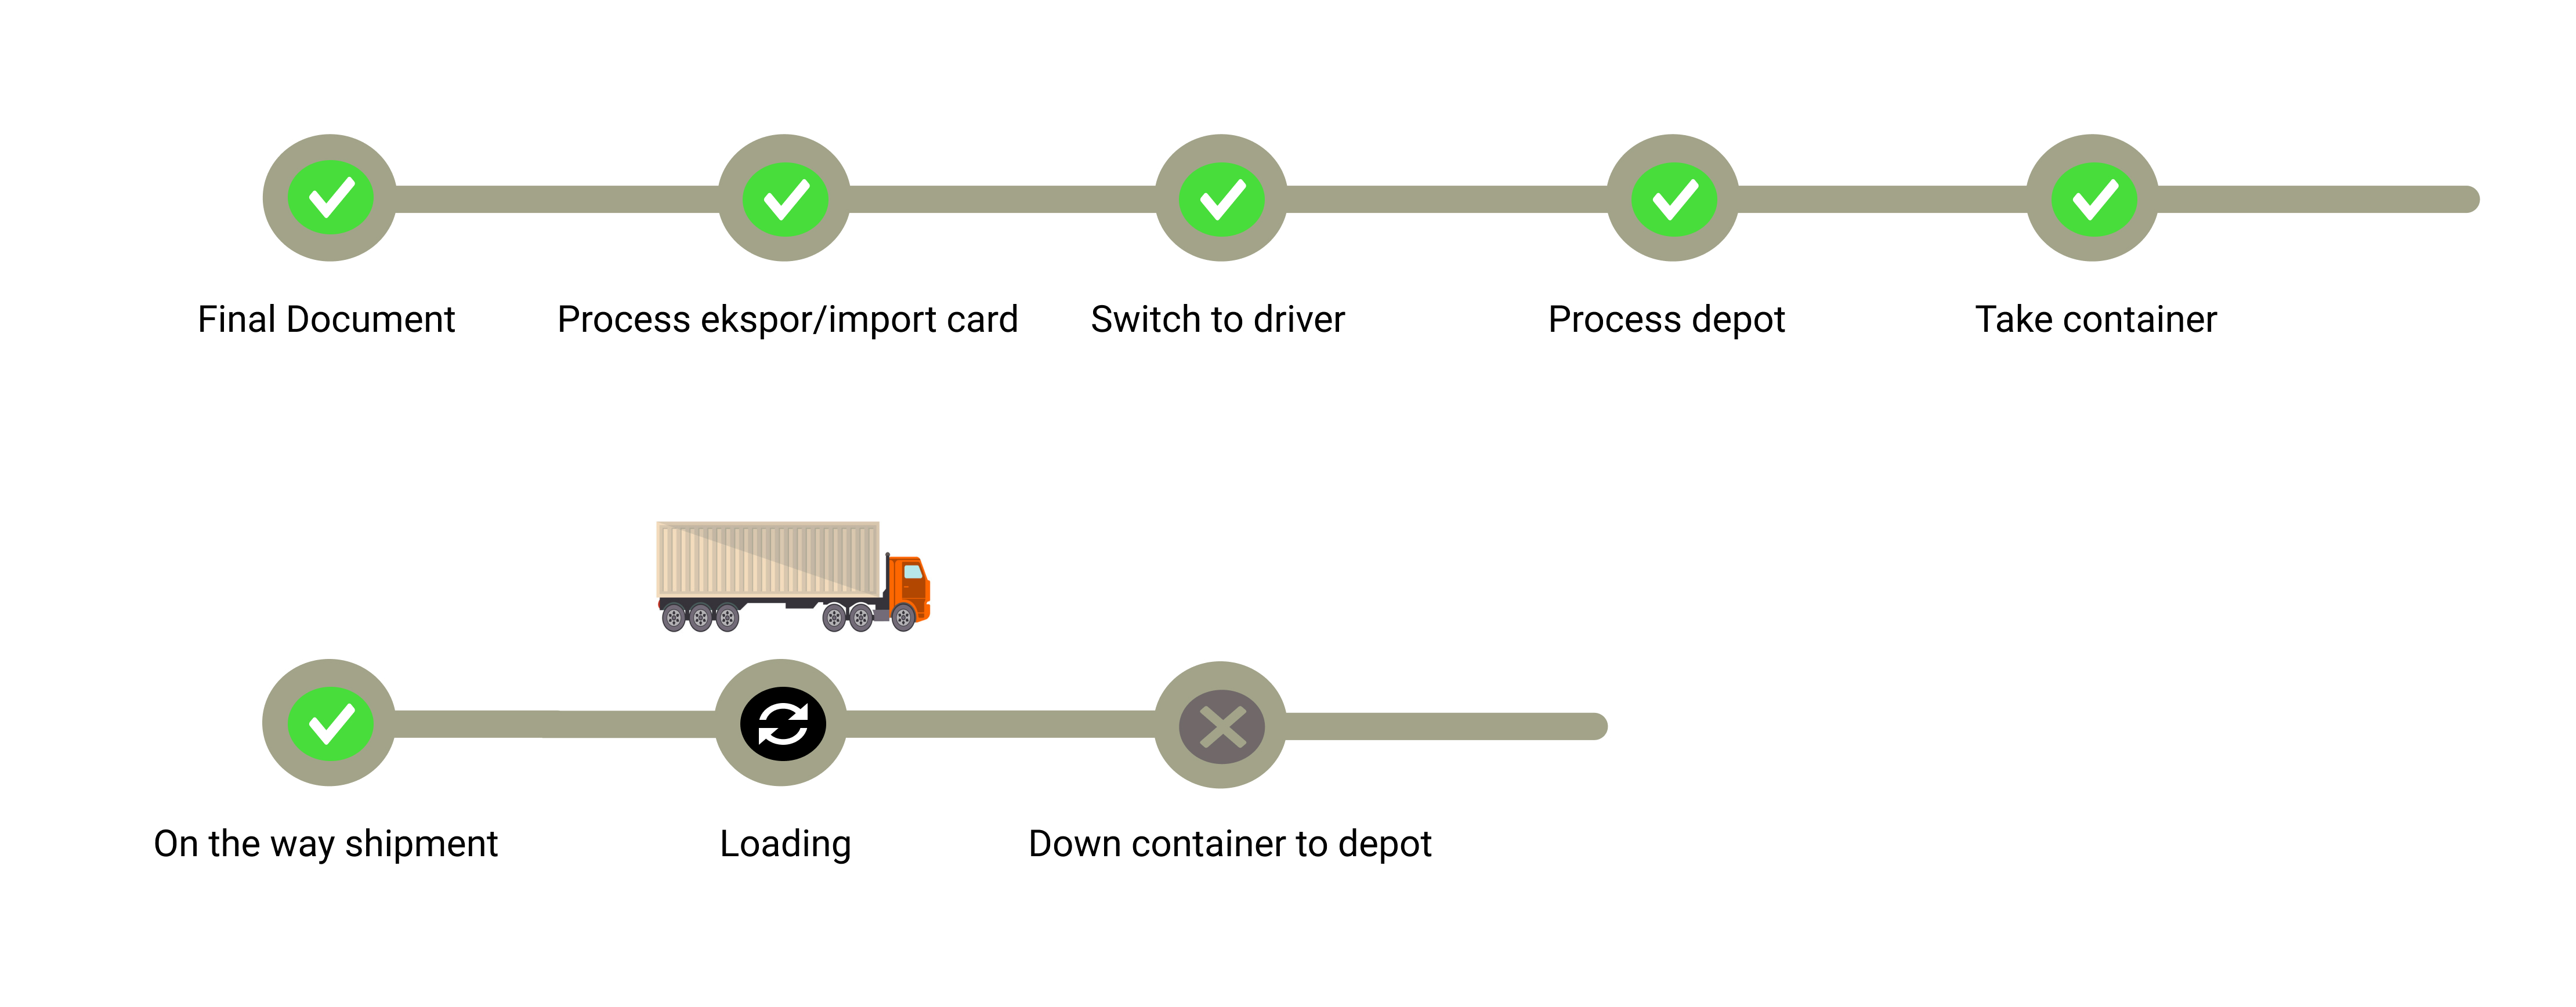 Final Document
Process ekspor/import card
Switch to driver
Process depot
Take container
On the way shipment
Loading
Down container to depot